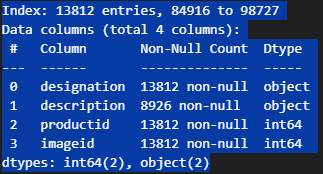 Index: 13812 entries, 84916 to 98727
Data columns (total 4 columns):
 #   Column       Non-Null Count  Dtype
---  ------       --------------  -----
 0   designation  13812 non-null  object
 1   description  8926 non-null   object
 2   productid    13812 non-null  int64
 3   imageid      13812 non-null  int64
dtypes: int64(2), object(2)